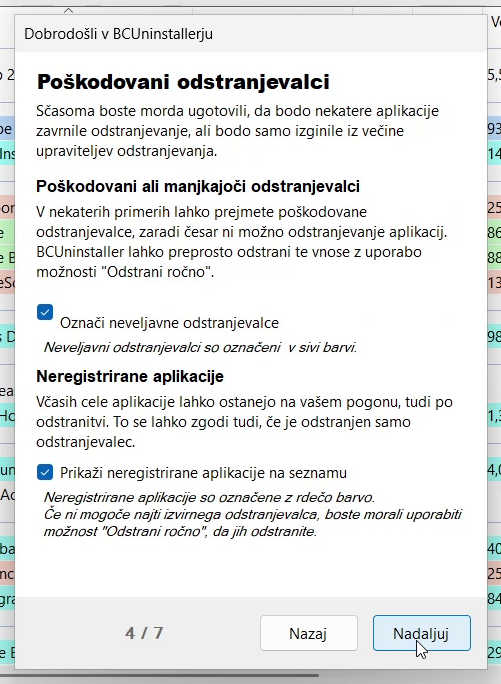 Dobrodošli v BCUninstallerju
Poškodovani odstranjevalci
Sčasoma boste morda ugotovili, da bodo nekatere aplikacije
zavrnile odstranjevanje, ali bodo samo izginile iz večine
upraviteljev odstranjevanja.
Poškodovani ali manjkajoči odstranjevalci
V nekaterih primerih lahko prejmete poškodovane
odstranjevalce, zaradi česar ni možno odstranjevanje aplikacij.
BCUninstaller lahko preprosto odstrani te vnose z uporabo
možnosti "Odstrani ročno".
Označi neveljavne odstranjevalce
Neveljavni odstranjevalci so označeni v sivi barvi.
Neregistrirane aplikacije
Včasih cele aplikacije lahko ostanejo na vašem pogonu, tudi po
odstranitvi. To se lahko zgodi tudi, če je odstranjen samo
odstranjevalec.
Prikaži neregistrirane aplikacije na seznamu
Neregistrirane aplikacije so označene z rdečo barvo.
Če ni mogoče najti izvirnega odstranjevalca, boste morali uporabiti
možnost "Odstrani ročno", da jih odstranite.
4 / 7
Nazaj
Nadaljuj